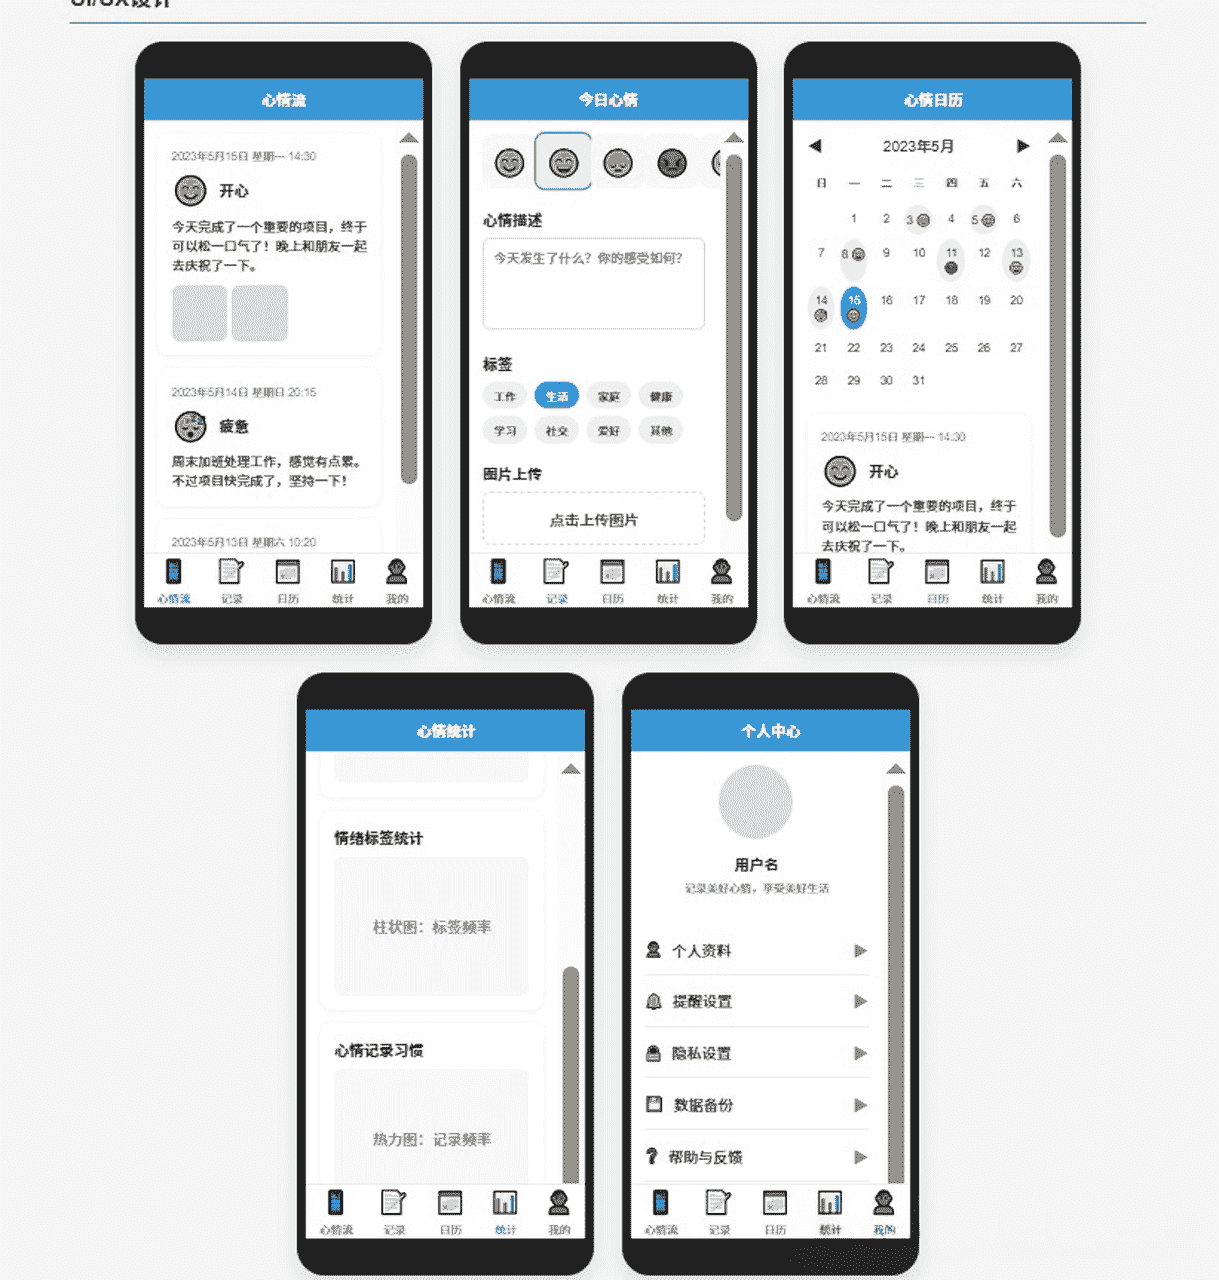 UI/UX设计
心情流
2023年5月15日 星期一 14:30
开心
今天完成了一个重要的项目，终于
可以松一口气了！晚上和朋友一起
去庆祝了一下。
2023年5月14日 星期日 20:15
疲惫
周末加班处理工作，感觉有点累。
不过项目快完成了，坚持一下！
2023年5月13日 星期六 10:20
心情流 记录 日历 统计 我的
今日心情
心情描述
今天发生了什么？你的感受如何？
标签
工作 生活 家庭 健康
学习 社交 爱好 其他
图片上传
点击上传图片
心情流 记录 日历 统计 我的
心情日历
2023年5月
日 一 二 三 四 五 六
1 2 3 4 5 6
7 8 9 10 11 12 13
14 15 16 17 18 19 20
21 22 23 24 25 26 27
28 29 30 31
2023年5月15日 星期一 14:30
开心
今天完成了一个重要的项目，终于
可以松一口气了！晚上和朋友一起
去庆祝了一下。
心情流 记录 日历 统计 我的
心情统计
情绪标签统计
柱状图：标签频率
心情记录习惯
热力图：记录频率
心情流 记录 日历 统计 我的
个人中心
用户名
记录美好心情，享受美好生活
个人资料
提醒设置
隐私设置
数据备份
帮助与反馈
心情流 记录 日历 统计 我的